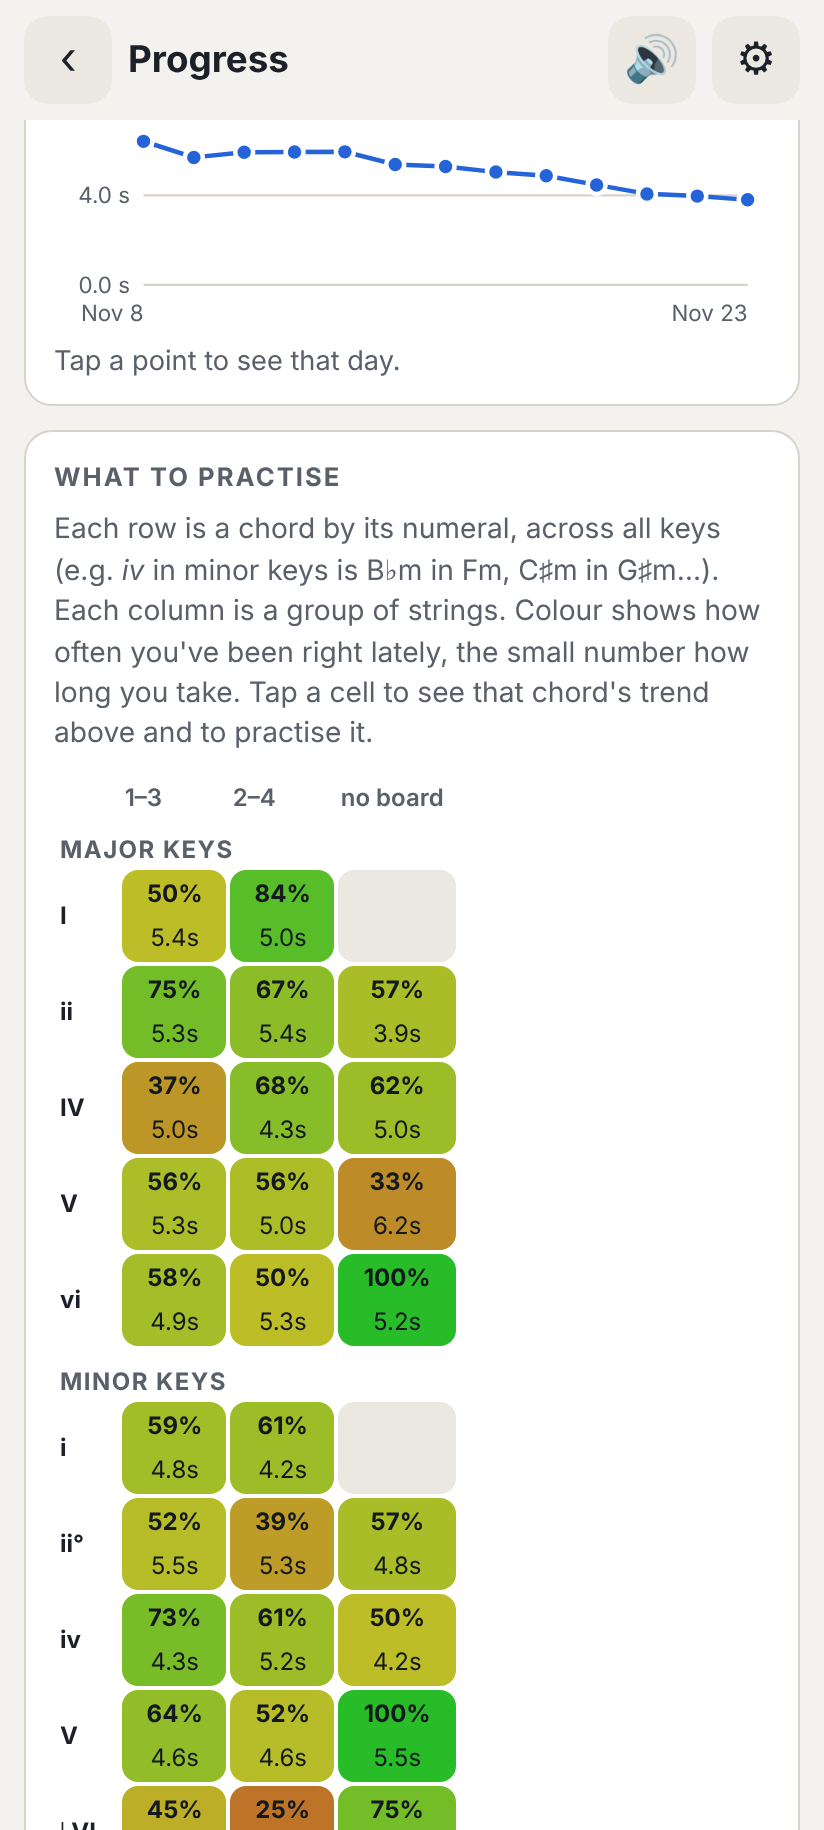 ‹ Progress
4.0 s
0.0 s
Nov 8 Nov 23
Tap a point to see that day.
WHAT TO PRACTISE
Each row is a chord by its numeral, across all keys
(e.g. iv in minor keys is B♭m in Fm, C♯m in G♯m…).
Each column is a group of strings. Colour shows how
often you've been right lately, the small number how
long you take. Tap a cell to see that chord's trend
above and to practise it.
1–3 2–4 no board
MAJOR KEYS
I 50% 84%
5.4s 5.0s
ii 75% 67% 57%
5.3s 5.4s 3.9s
IV 37% 68% 62%
5.0s 4.3s 5.0s
V 56% 56% 33%
5.3s 5.0s 6.2s
vi 58% 50% 100%
4.9s 5.3s 5.2s
MINOR KEYS
i 59% 61%
4.8s 4.2s
ii° 52% 39% 57%
5.5s 5.3s 4.8s
iv 73% 61% 50%
4.3s 5.2s 4.2s
V 64% 52% 100%
4.6s 4.6s 5.5s
45% 25% 75%